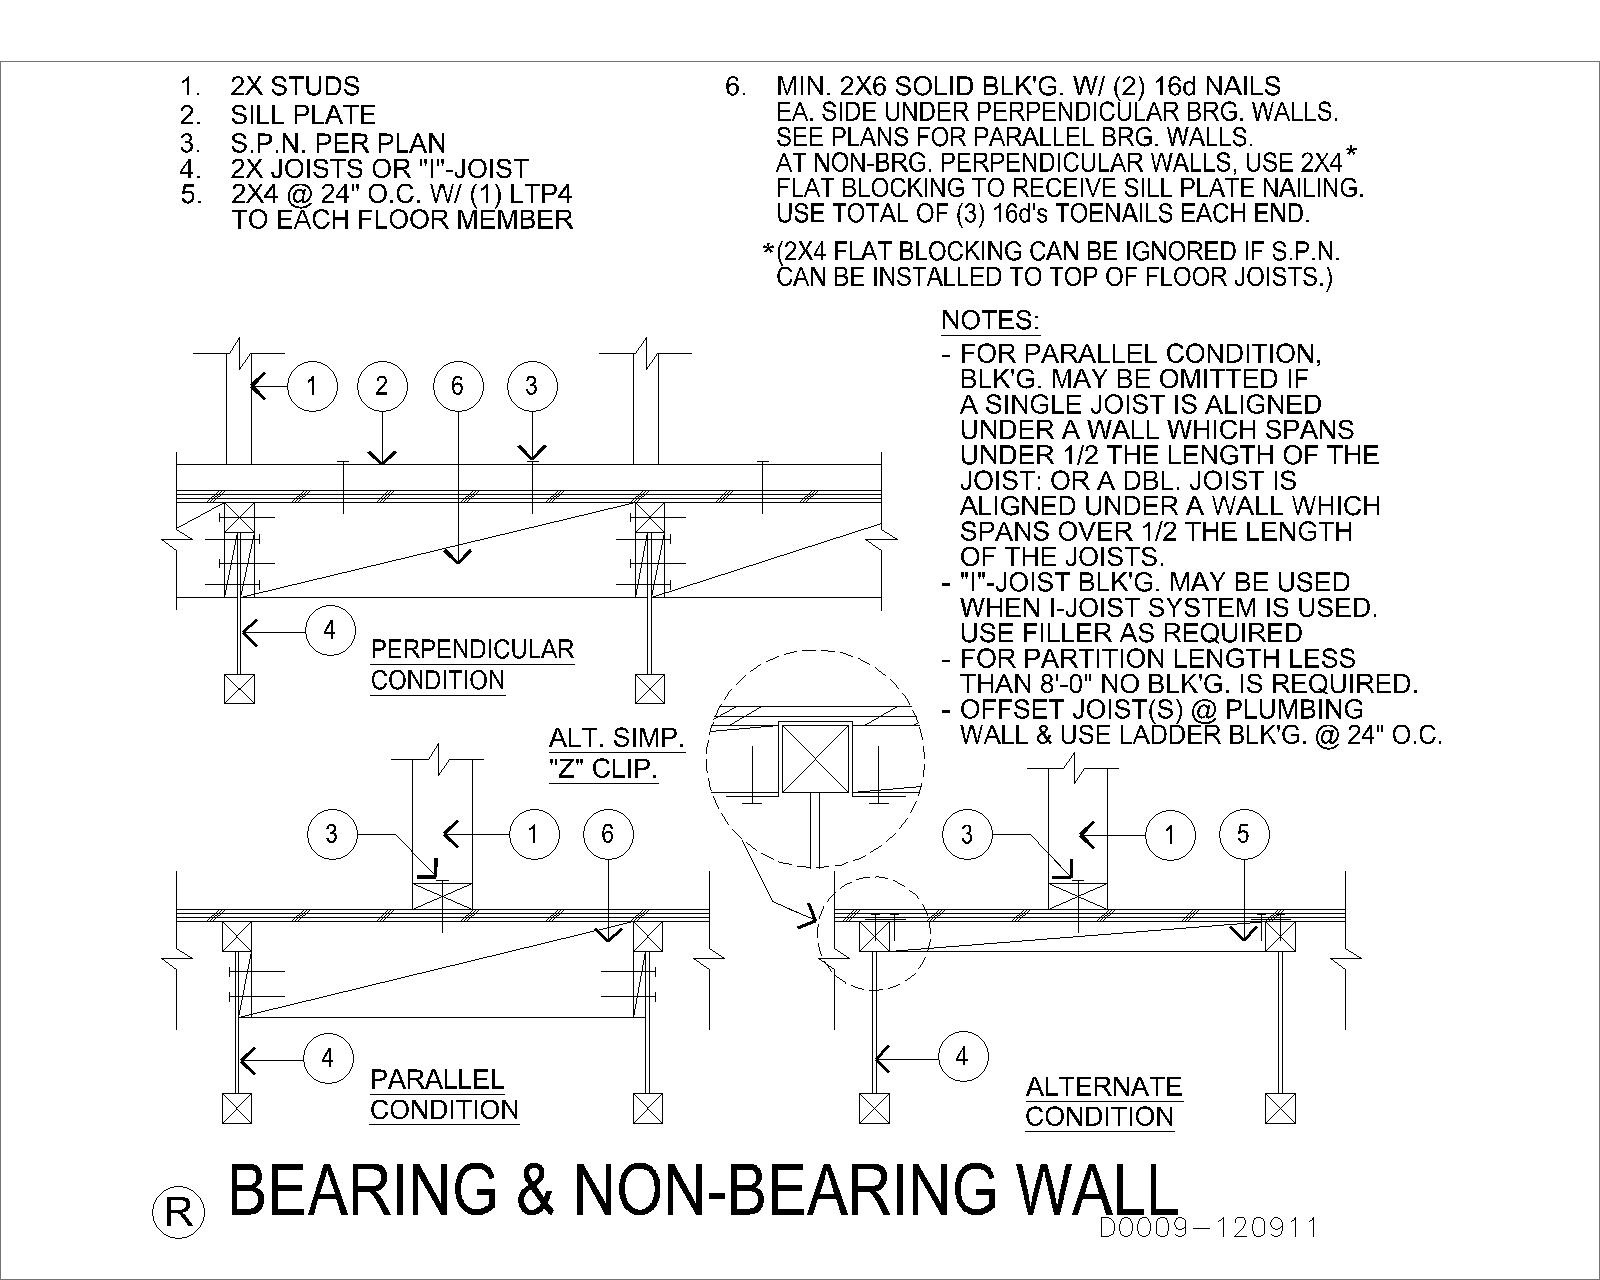 1. 2X STUDS
2. SILL PLATE
3. S.P.N. PER PLAN
4. 2X JOISTS OR "I"-JOIST
5. 2X4 @ 24" O.C. W/ (1) LTP4
TO EACH FLOOR MEMBER
6. MIN. 2X6 SOLID BLK'G. W/ (2) 16d NAILS
EA. SIDE UNDER PERPENDICULAR BRG. WALLS.
SEE PLANS FOR PARALLEL BRG. WALLS.
AT NON-BRG. PERPENDICULAR WALLS, USE 2X4*
FLAT BLOCKING TO RECEIVE SILL PLATE NAILING.
USE TOTAL OF (3) 16d's TOENAILS EACH END.
*(2X4 FLAT BLOCKING CAN BE IGNORED IF S.P.N.
CAN BE INSTALLED TO TOP OF FLOOR JOISTS.)
NOTES:
- FOR PARALLEL CONDITION,
BLK'G. MAY BE OMITTED IF
A SINGLE JOIST IS ALIGNED
UNDER A WALL WHICH SPANS
UNDER 1/2 THE LENGTH OF THE
JOIST: OR A DBL. JOIST IS
ALIGNED UNDER A WALL WHICH
SPANS OVER 1/2 THE LENGTH
OF THE JOISTS.
- "I"-JOIST BLK'G. MAY BE USED
WHEN I-JOIST SYSTEM IS USED.
USE FILLER AS REQUIRED
- FOR PARTITION LENGTH LESS
THAN 8'-0" NO BLK'G. IS REQUIRED.
- OFFSET JOIST(S) @ PLUMBING
WALL & USE LADDER BLK'G. @ 24" O.C.
1 2 6 3
4
PERPENDICULAR
CONDITION
ALT. SIMP.
"Z" CLIP.
3 1 6
4
PARALLEL
CONDITION
3 1 5
4
ALTERNATE
CONDITION
R BEARING & NON-BEARING WALL
D0009-120911